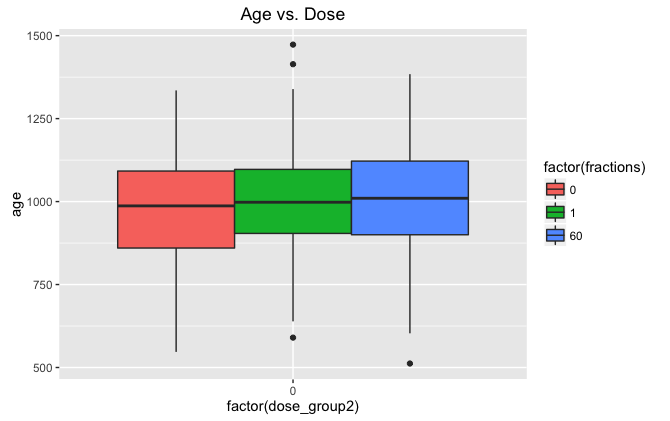 Age vs. Dose
1500
1250
1000
750
500
age
0
factor(dose_group2)
factor(fractions)
0
1
60